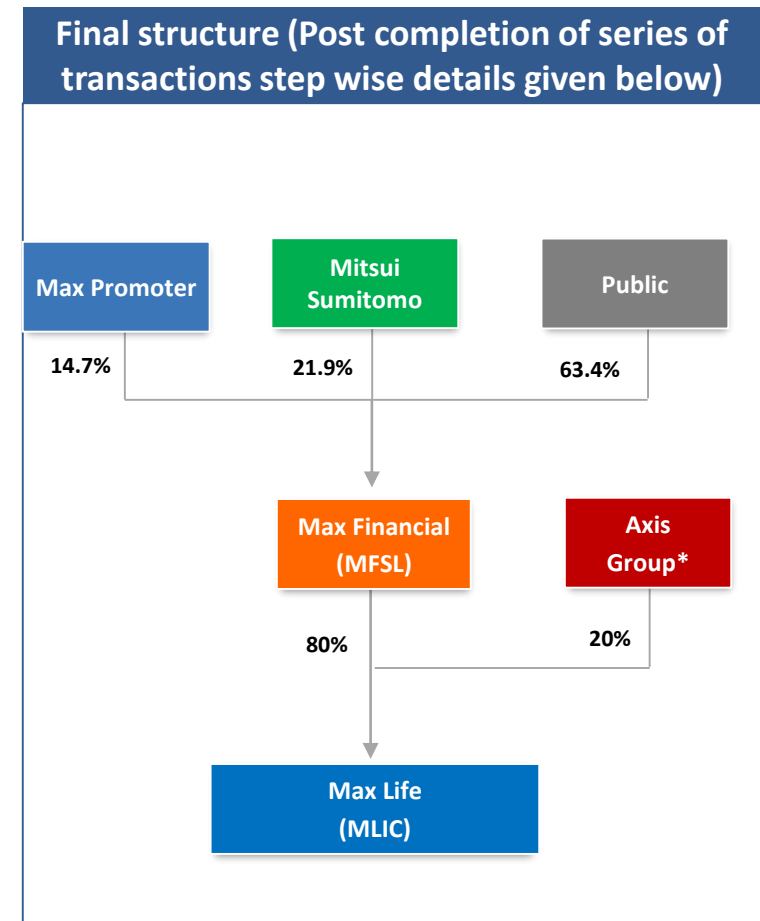 Final structure (Post completion of series of
transactions step wise details given below)
Max Promoter
Mitsui
Sumitomo
Public
14.7%
21.9%
63.4%
Max Financial
(MFSL)
Axis
Group*
80%
20%
Max Life
(MLIC)